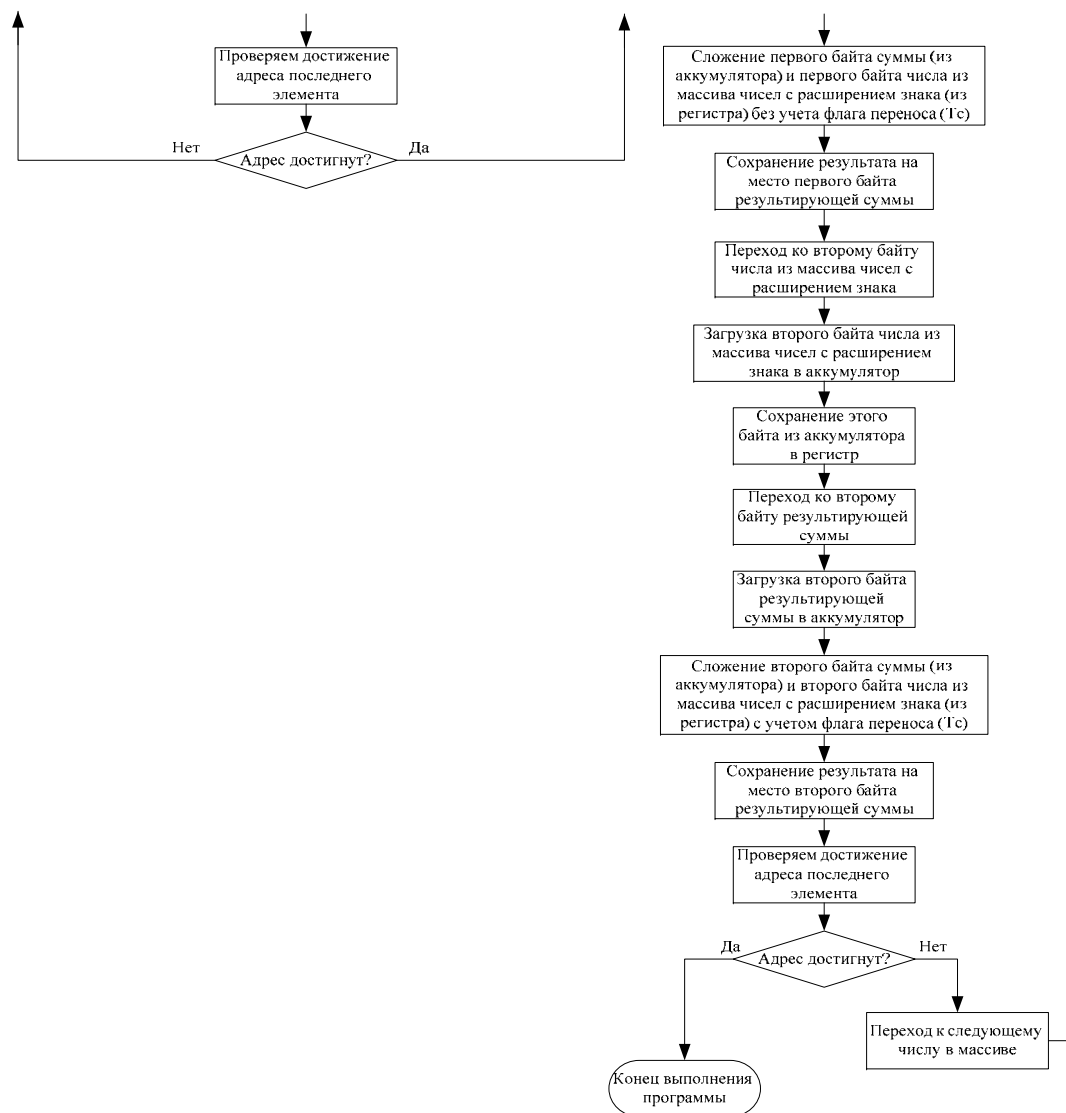 Проверяем достижение
адреса последнего
элемента
Нет
Адрес достигнут?
Да
Сложение первого байта суммы (из
аккумулятора) и первого байта числа из
массива чисел с расширением знака (из
регистра) без учета флага переноса (Тс)
Сохранение результата на
место первого байта
результирующей суммы
Переход ко второму байту
числа из массива чисел с
расширением знака
Загрузка второго байта числа из
массива чисел с расширением
знака в аккумулятор
Сохранение этого
байта из аккумулятора
в регистр
Переход ко второму
байту результирующей
суммы
Загрузка второго байта
результирующей
суммы в аккумулятор
Сложение второго байта суммы (из
аккумулятора) и второго байта числа из
массива чисел с расширением знака (из
регистра) с учетом флага переноса (Тс)
Сохранение результата на
место второго байта
результирующей суммы
Проверяем достижение
адреса последнего
элемента
Да
Адрес достигнут?
Нет
Переход к следующему
числу в массиве
Конец выполнения
программы